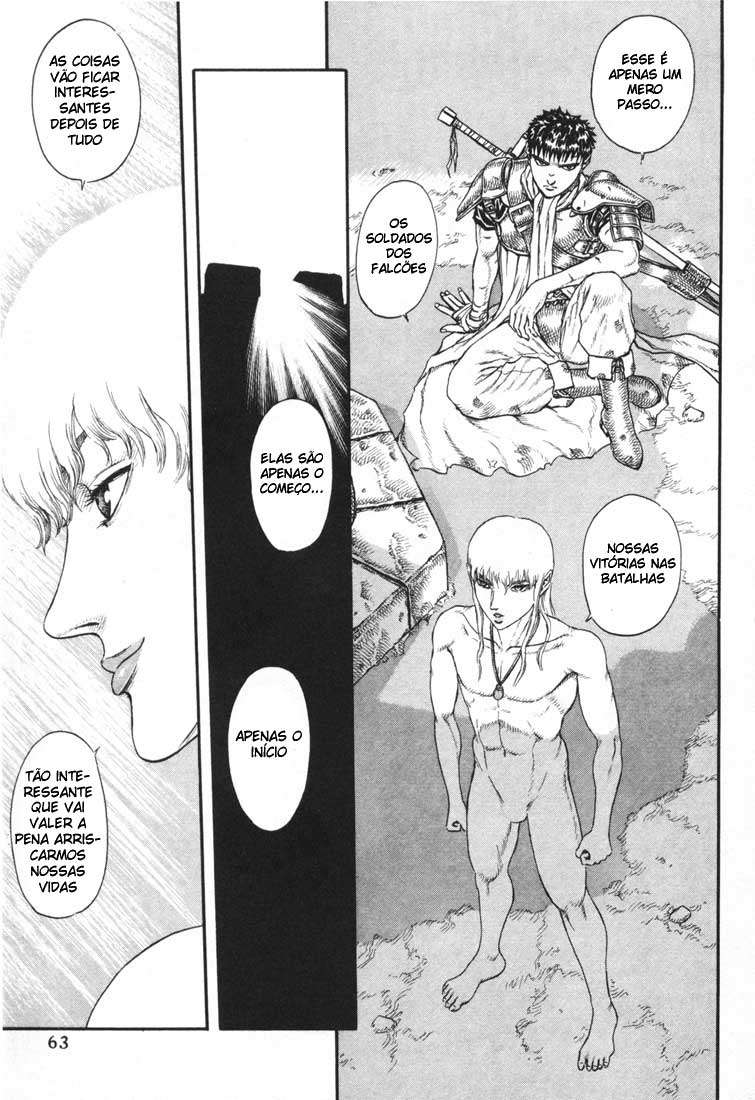 ESSE É
APENAS UM
MERO
PASSO...
OS
SOLDADOS
DOS
FALCÕES
NOSSAS
VITÓRIAS NAS
BATALHAS
ELAS SÃO
APENAS O
COMEÇO...
APENAS O
INÍCIO
AS COISAS
VÃO FICAR
INTERES-
SANTES
DEPOIS DE
TUDO
TÃO INTE-
RESSANTE
QUE VAI
VALER A
PENA ARRIS-
CARMOS
NOSSAS
VIDAS
63